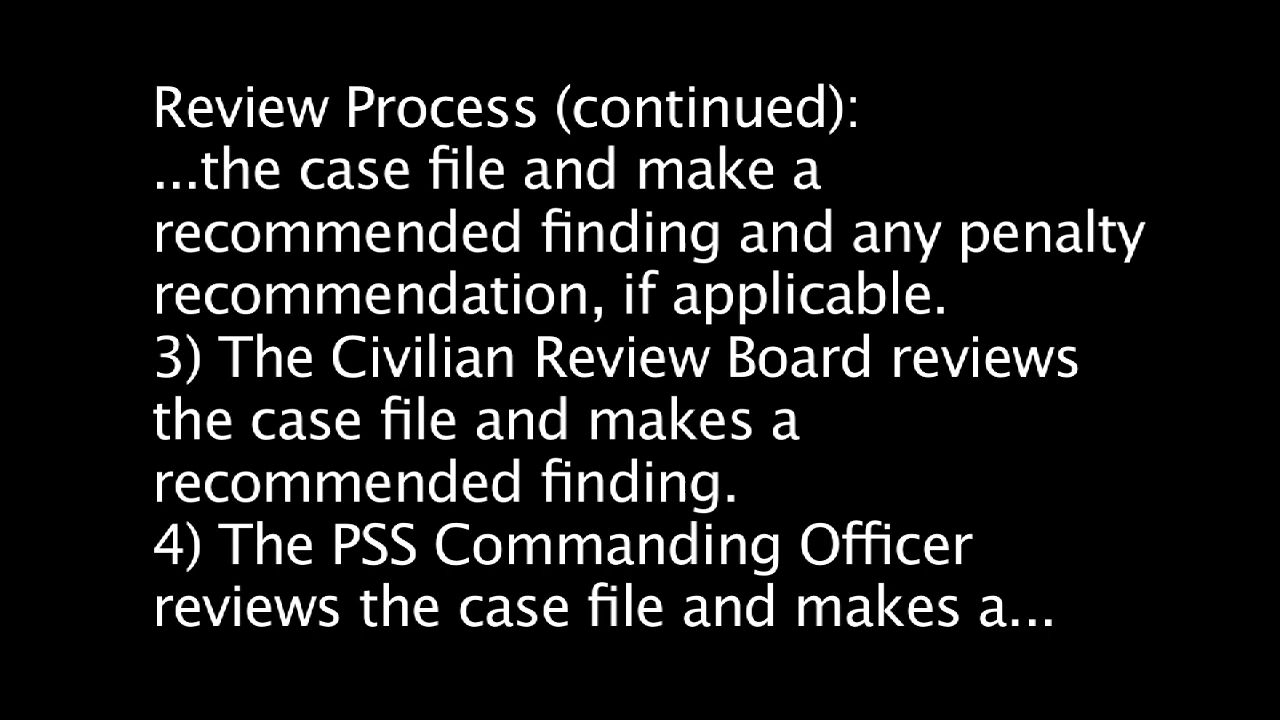 Review Process (continued):
...the case file and make a
recommended finding and any penalty
recommendation, if applicable.
3) The Civilian Review Board reviews
the case file and makes a
recommended finding.
4) The PSS Commanding Officer
reviews the case file and makes a...